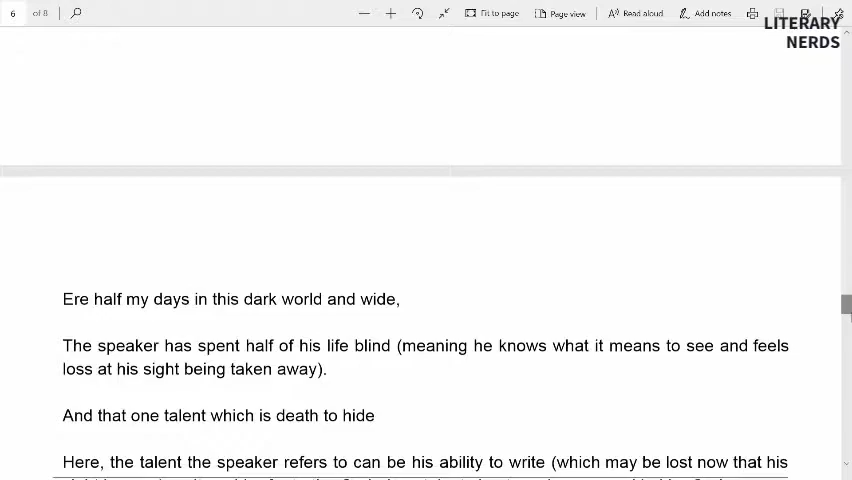 6 of 8 Fit to page Page view Read aloud Add notes
LITERARY
NERDS
Ere half my days in this dark world and wide,
The speaker has spent half of his life blind (meaning he knows what it means to see and feels
loss at his sight being taken away).
And that one talent which is death to hide
Here, the talent the speaker refers to can be his ability to write (which may be lost now that his